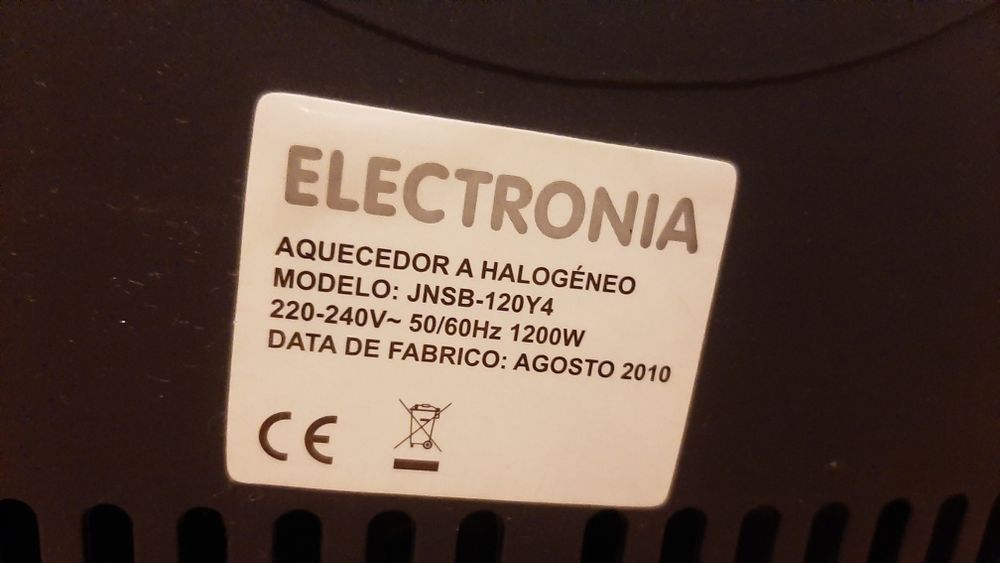 ELECTRONIA
AQUECEDOR A HALOGÉNEO
MODELO: JNSB-120Y4
220-240V~ 50/60Hz 1200W
DATA DE FABRICO: AGOSTO 2010
CE